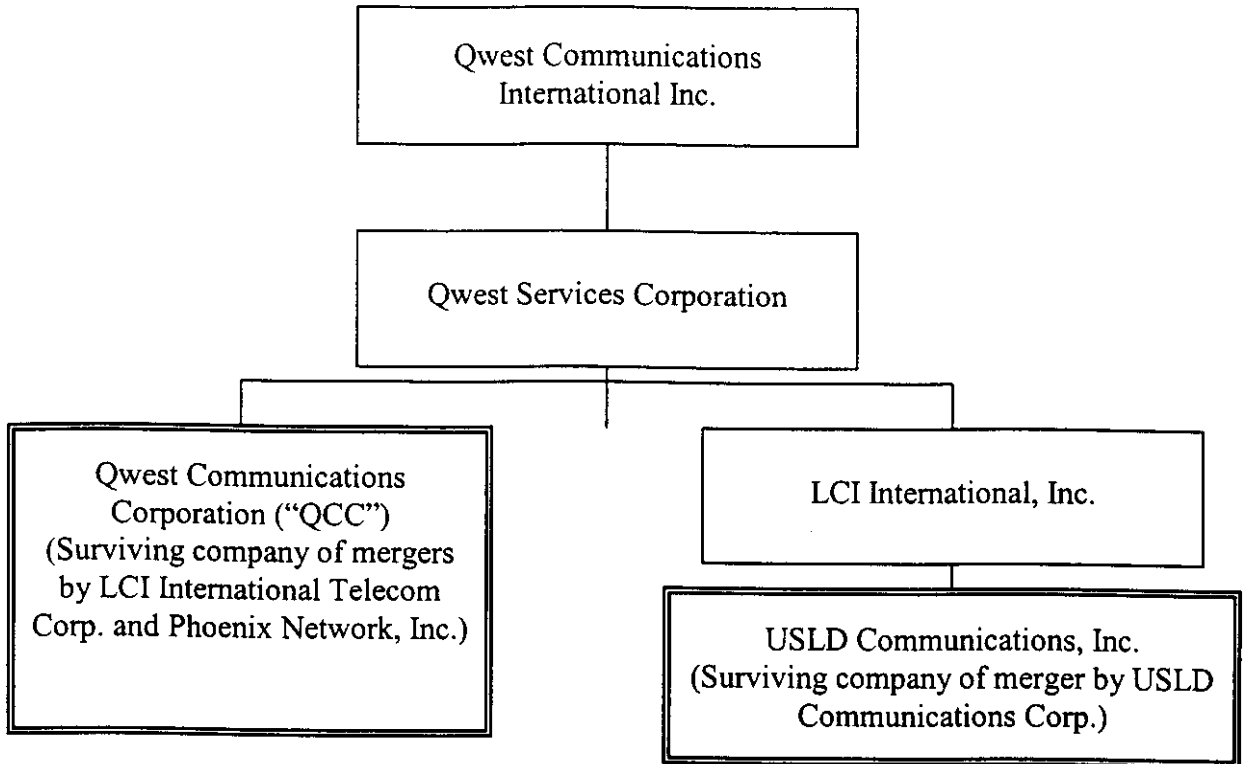 Qwest Communications
International Inc.
Qwest Services Corporation
Qwest Communications
Corporation (“QCC”)
(Surviving company of mergers
by LCI International Telecom
Corp. and Phoenix Network, Inc.)
LCI International, Inc.
USLD Communications, Inc.
(Surviving company of merger by USLD
Communications Corp.)